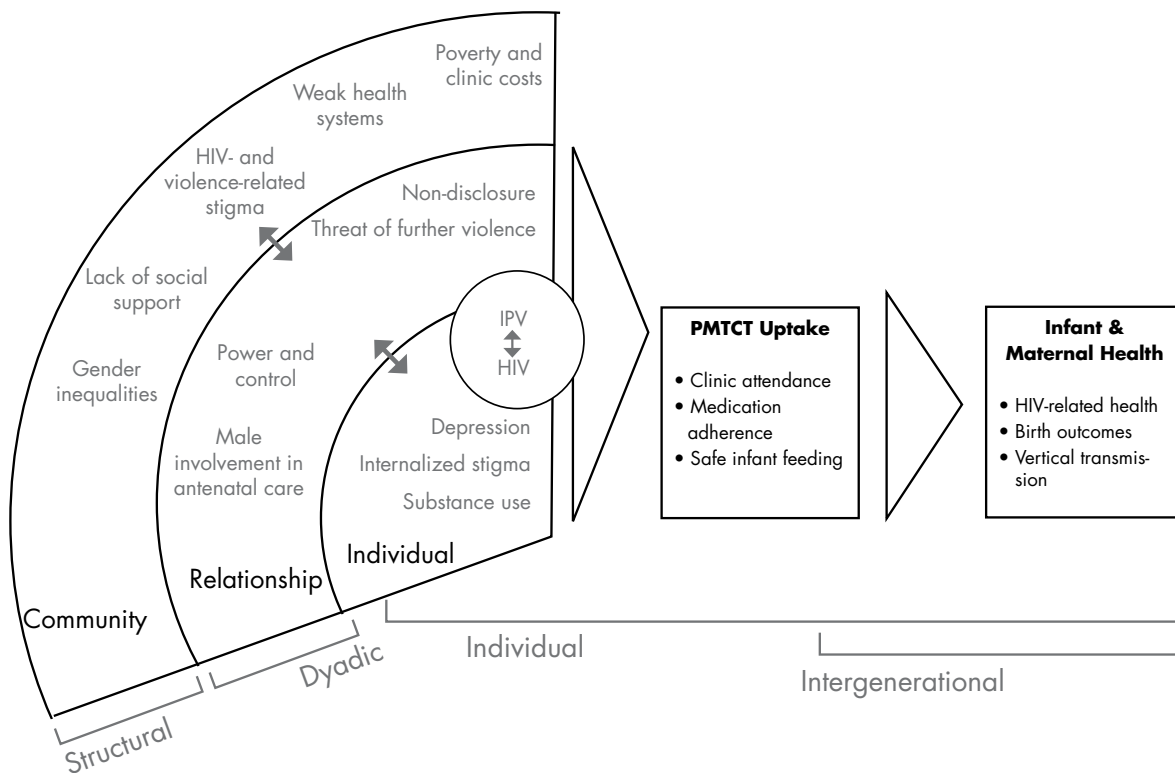 Poverty and
clinic costs
Weak health
systems
HIV- and
violence-related
stigma
Lack of social
support
Gender
inequalities
Community
Non-disclosure
Threat of further violence
Power and
control
Male
involvement in
antenatal care
Relationship
IPV
HIV
Depression
Internalized stigma
Substance use
Individual
PMTCT Uptake
• Clinic attendance
• Medication
adherence
• Safe infant feeding
Infant &
Maternal Health
• HIV-related health
• Birth outcomes
• Vertical transmis-
sion
Structural
Dyadic
Individual
Intergenerational